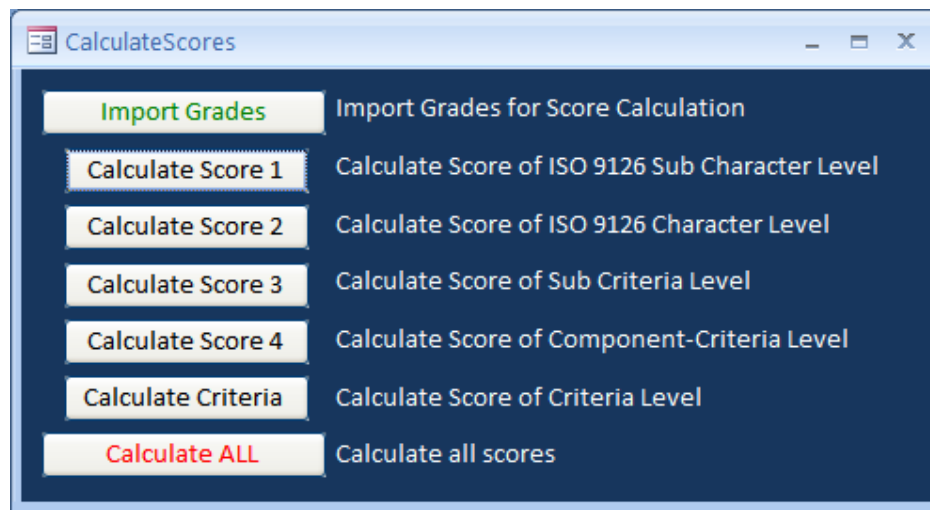 CalculateScores
Import Grades Import Grades for Score Calculation
Calculate Score 1 Calculate Score of ISO 9126 Sub Character Level
Calculate Score 2 Calculate Score of ISO 9126 Character Level
Calculate Score 3 Calculate Score of Sub Criteria Level
Calculate Score 4 Calculate Score of Component-Criteria Level
Calculate Criteria Calculate Score of Criteria Level
Calculate ALL Calculate all scores